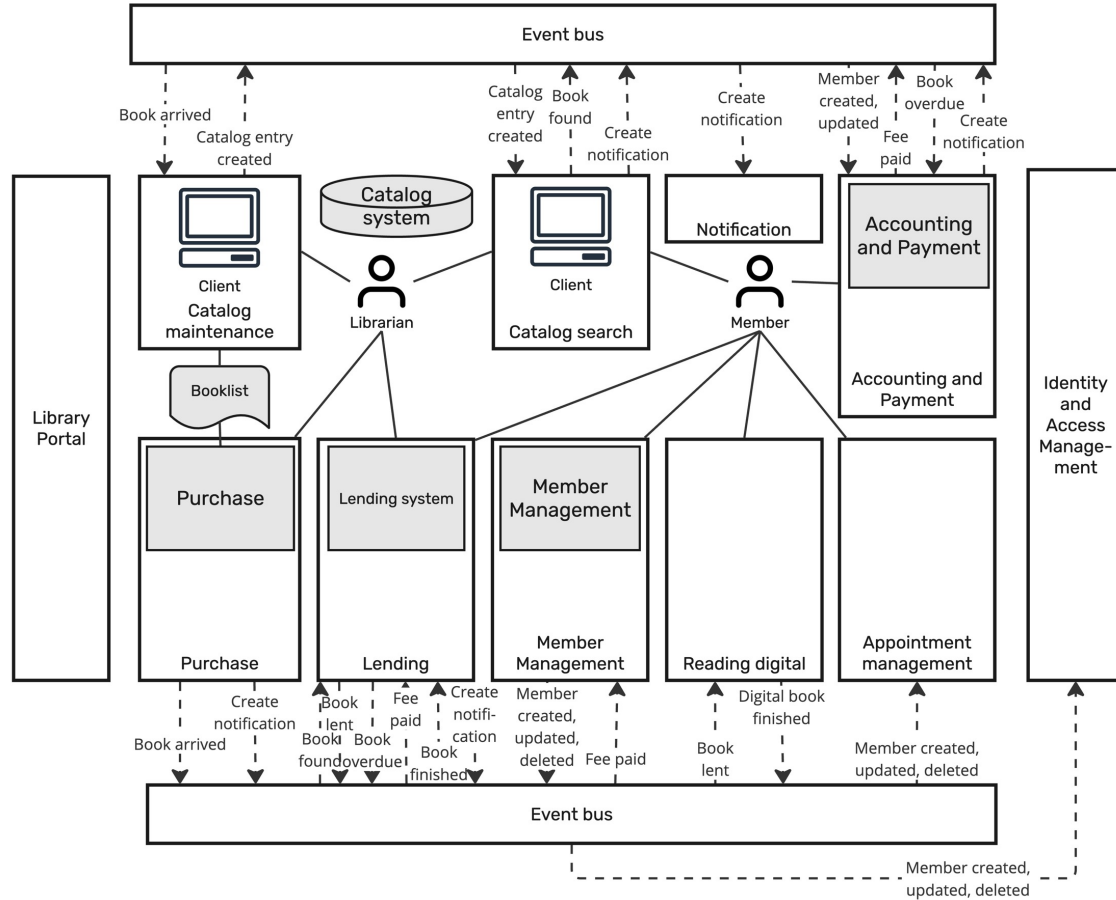 Event bus
Book arrived
Catalog entry
created
Catalog
entry
created
Book
found
Create
notification
Create
notification
Member
created,
updated
Fee
paid
Book
overdue
Create
notification
Library
Portal
Client
Catalog
maintenance
Catalog
system
Librarian
Client
Catalog search
Notification
Member
Accounting
and Payment
Accounting and
Payment
Identity
and
Access
Manage-
ment
Booklist
Purchase
Purchase
Lending system
Lending
Member
Management
Member
Management
Reading digital
Appointment
management
Book arrived
Create
notification
Book
found
Book
lent
Book
overdue
Fee
paid
Book
finished
Create
notifi-
cation
Member
created,
updated,
deleted
Fee paid
Book
lent
Digital book
finished
Member created,
updated, deleted
Event bus
Member created,
updated, deleted